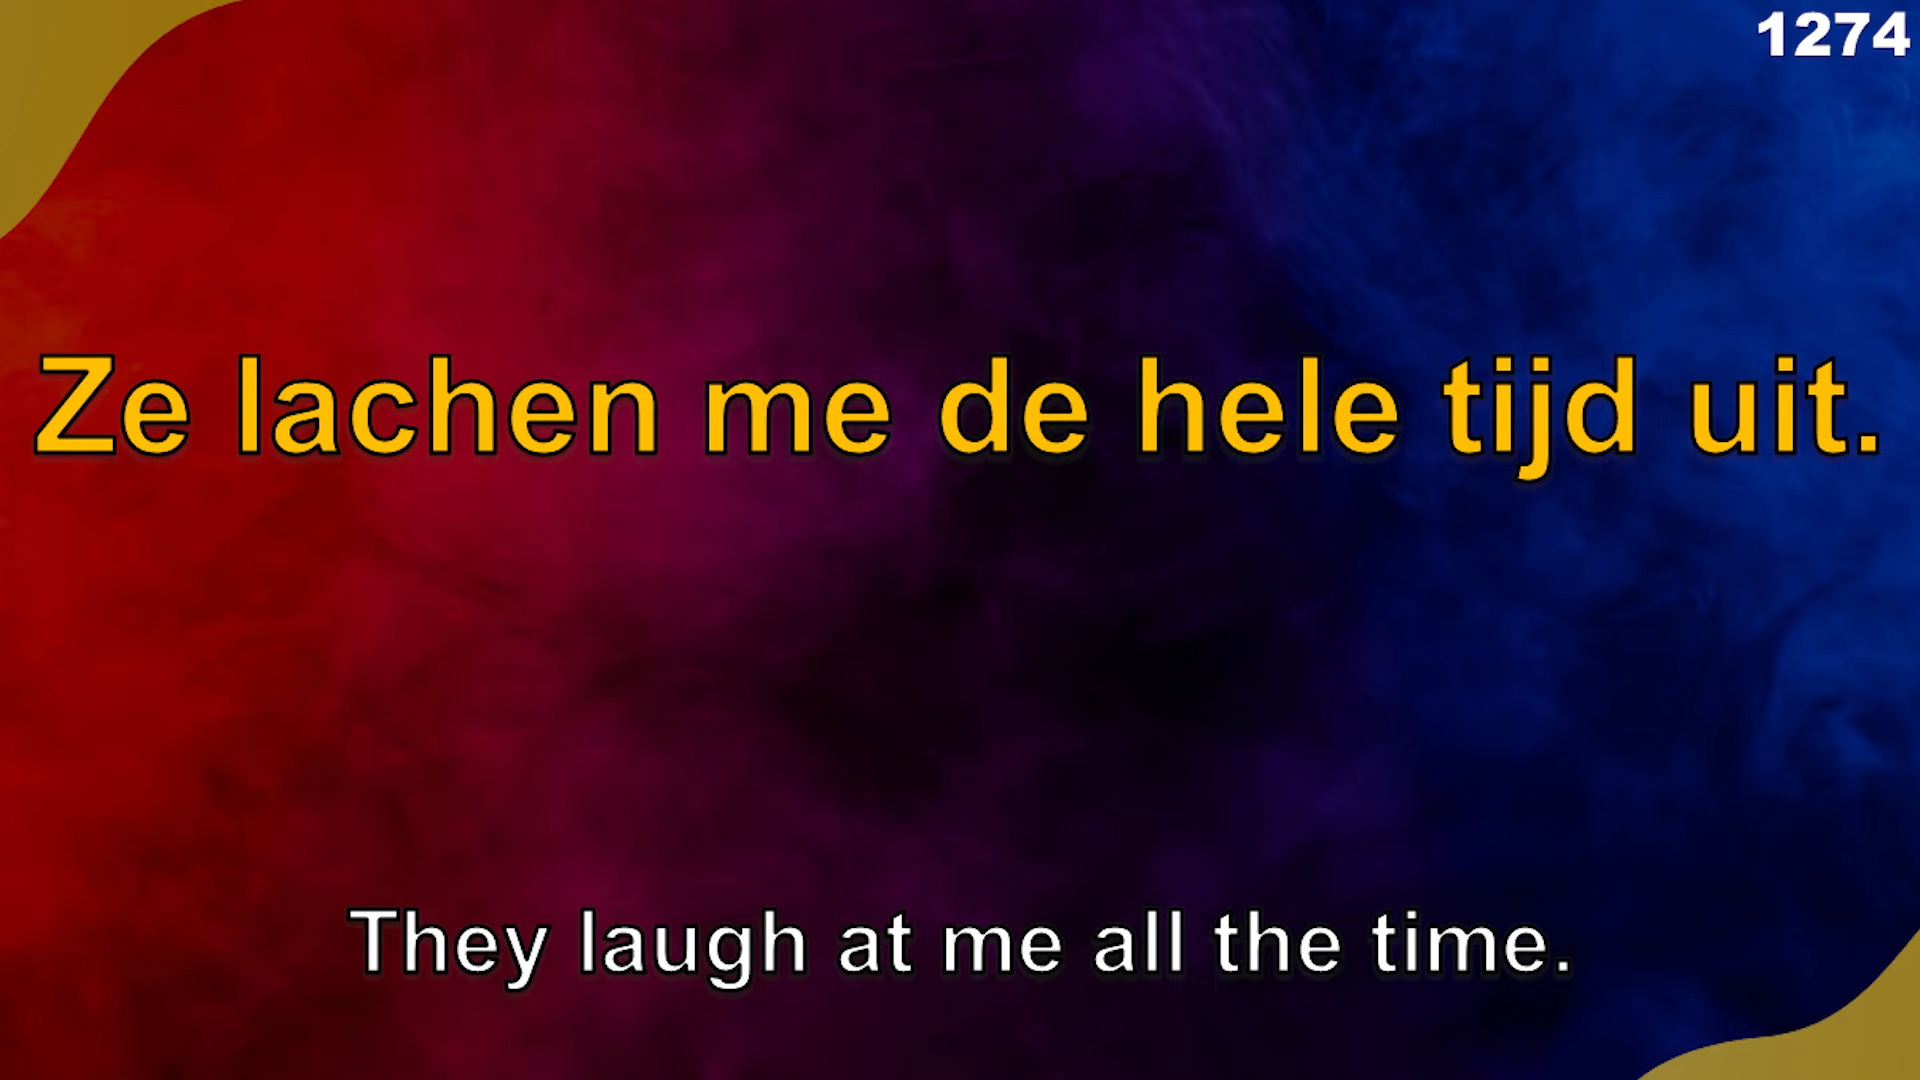 1274
Ze lachen me de hele tijd uit.
They laugh at me all the time.